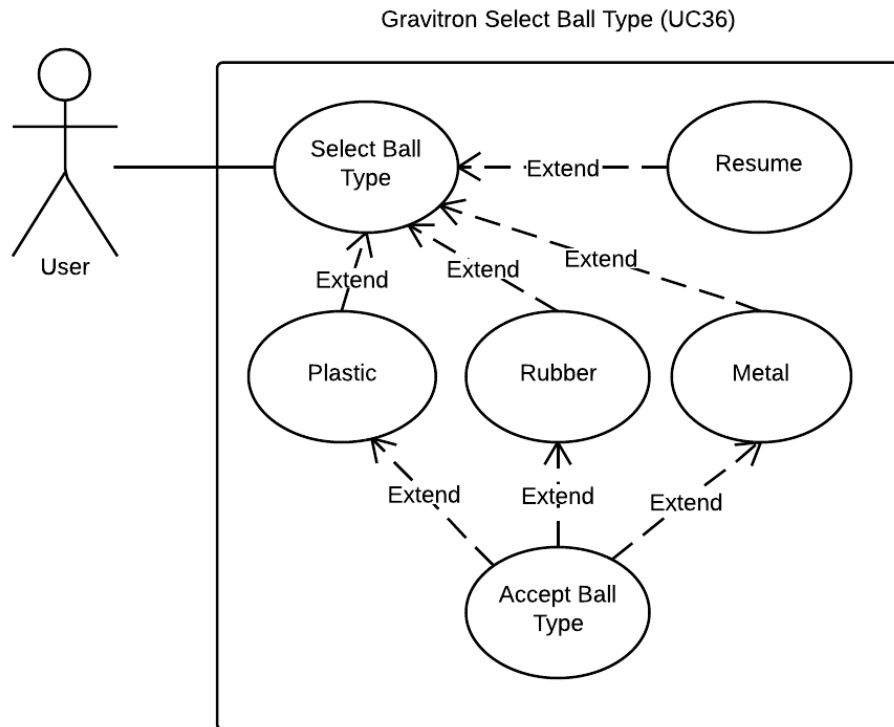 Gravitron Select Ball Type (UC36)
Select Ball
Type
Extend
Resume
User
Extend
Extend
Extend
Plastic
Rubber
Metal
Extend
Extend
Extend
Accept Ball
Type